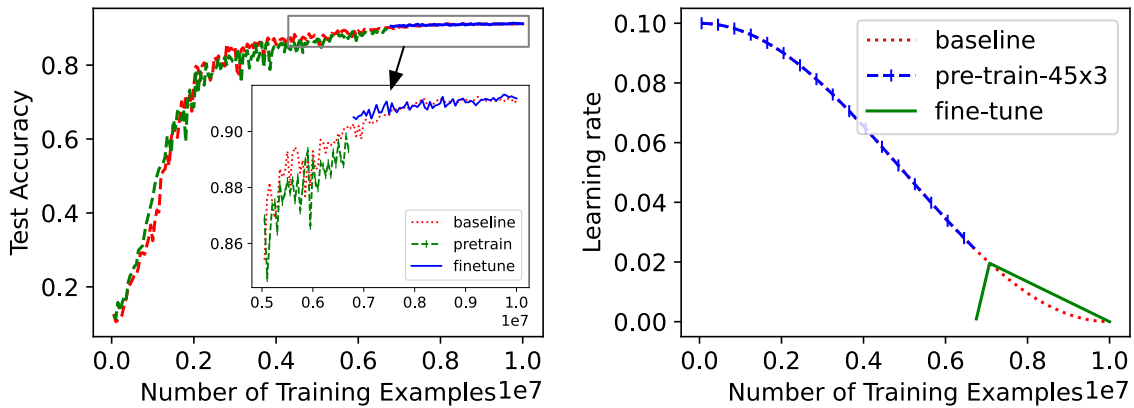 Test Accuracy
0.8
0.6
0.4
0.2
0.0 0.2 0.4 0.6 0.8 1.0
Number of Training Examples 1e7
0.90
0.88
0.86
baseline
pretrain
finetune
0.5 0.6 0.7 0.8 0.9 1.0
1e7
Learning rate
0.10
0.08
0.06
0.04
0.02
0.00
baseline
pre-train-45x3
fine-tune
0.0 0.2 0.4 0.6 0.8 1.0
Number of Training Examples 1e7